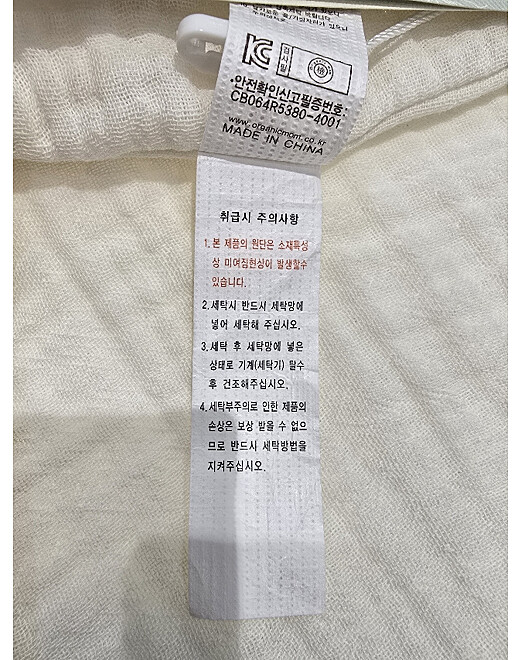 KC
검사필
•안전확인신고필증번호:
CB064R5380-4001
www.organicmont.co.kr
MADE IN CHINA
취급시 주의사항
1. 본 제품의 원단은 소재특성
상 미여짐현싱이 발생할수
있습니다.
2. 세탁시 반드시 세탁망에
넣어 세탁해 주십시오.
3. 세탁 후 세탁망에 넣은
상태로 기계(세탁기) 탈수
후 건조해주십시오.
4. 세탁부주의로 인한 제품의
손상은 보상 받을 수 없으
므로 반드시 세탁방법을
지켜주십시오.